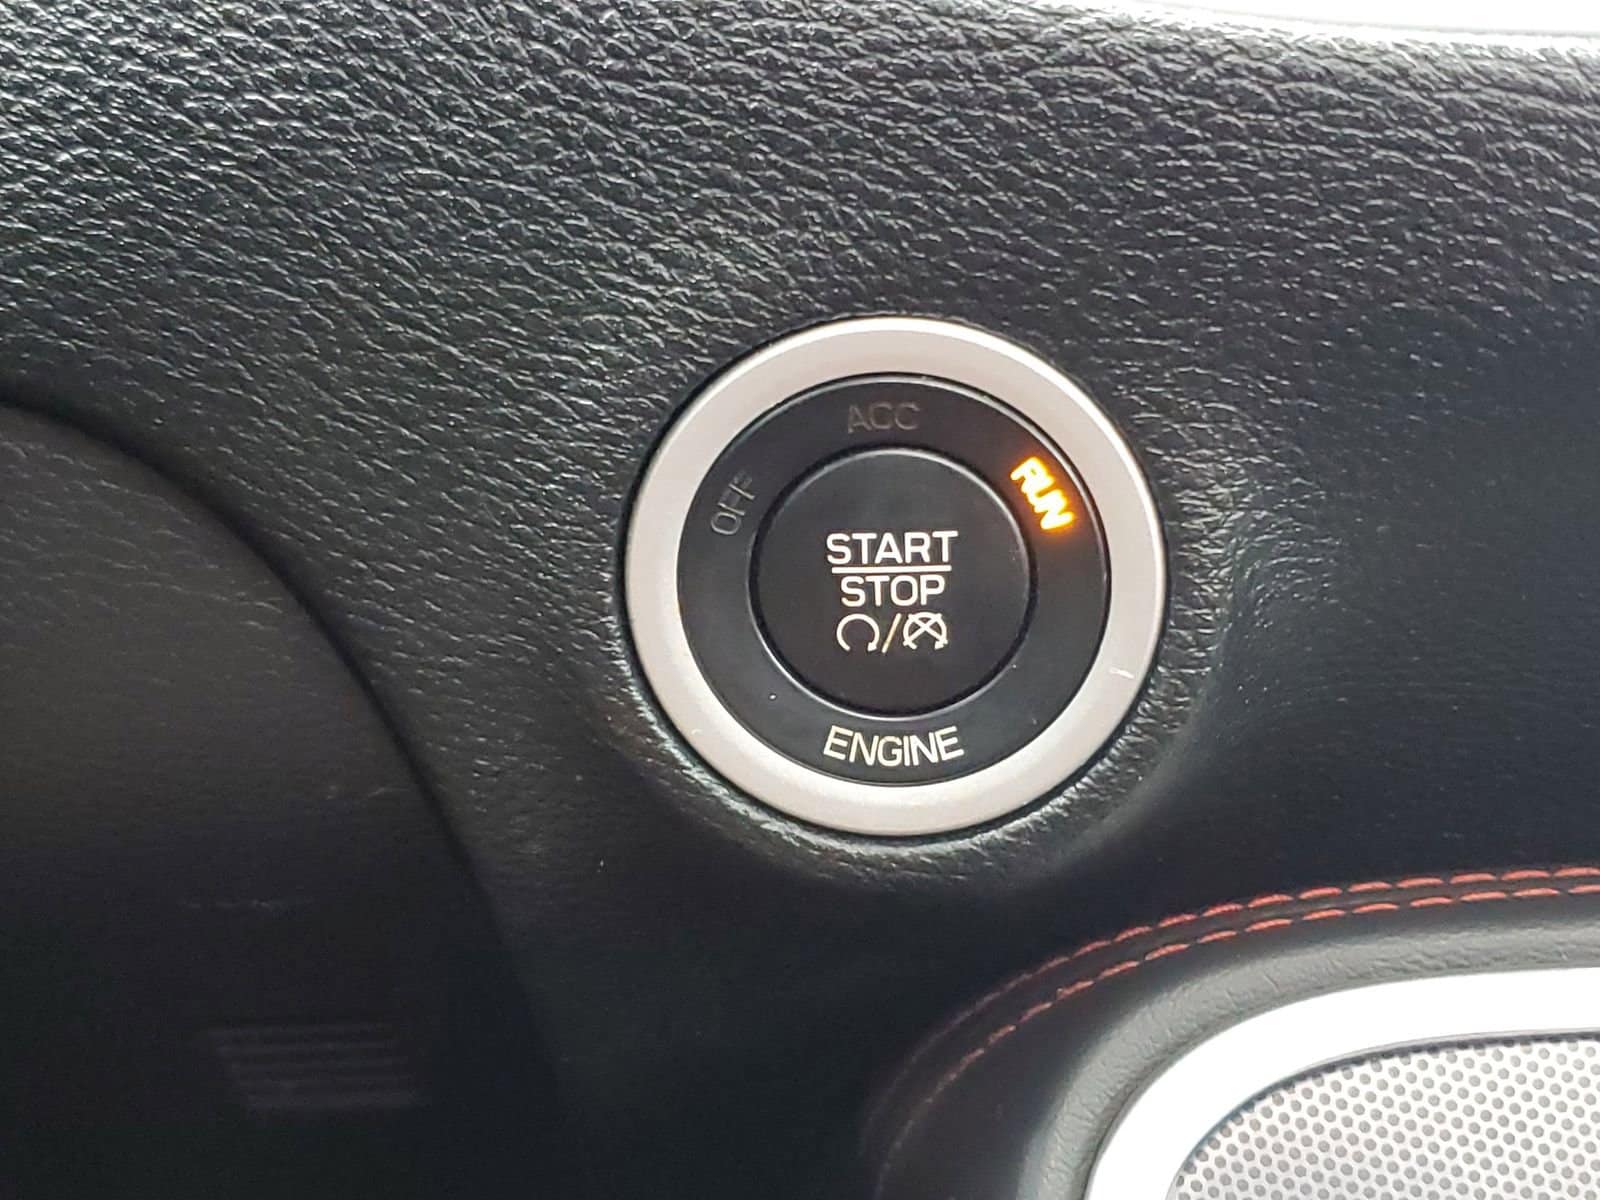 ACC
OFF
RUN
START
STOP
/
ENGINE